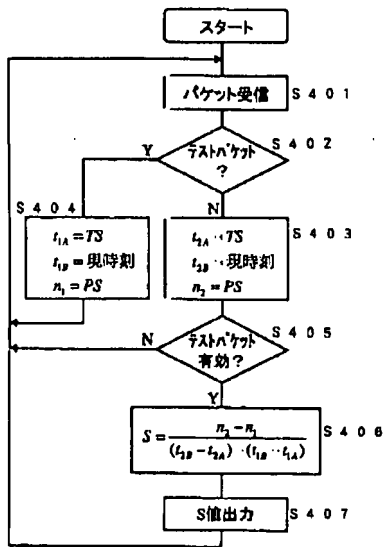 スタート
パケット受信
S401
テストパケット
?
S402
Y
N
S404
t1A = TS
t1B = 現時刻
n1 = PS
t2A = TS
t2B = 現時刻
n2 = PS
S403
テストパケット
有効?
S405
N
Y
S = (n2 - n1) / ((t2B - t2A) - (t1B - t1A))
S406
S値出力
S407